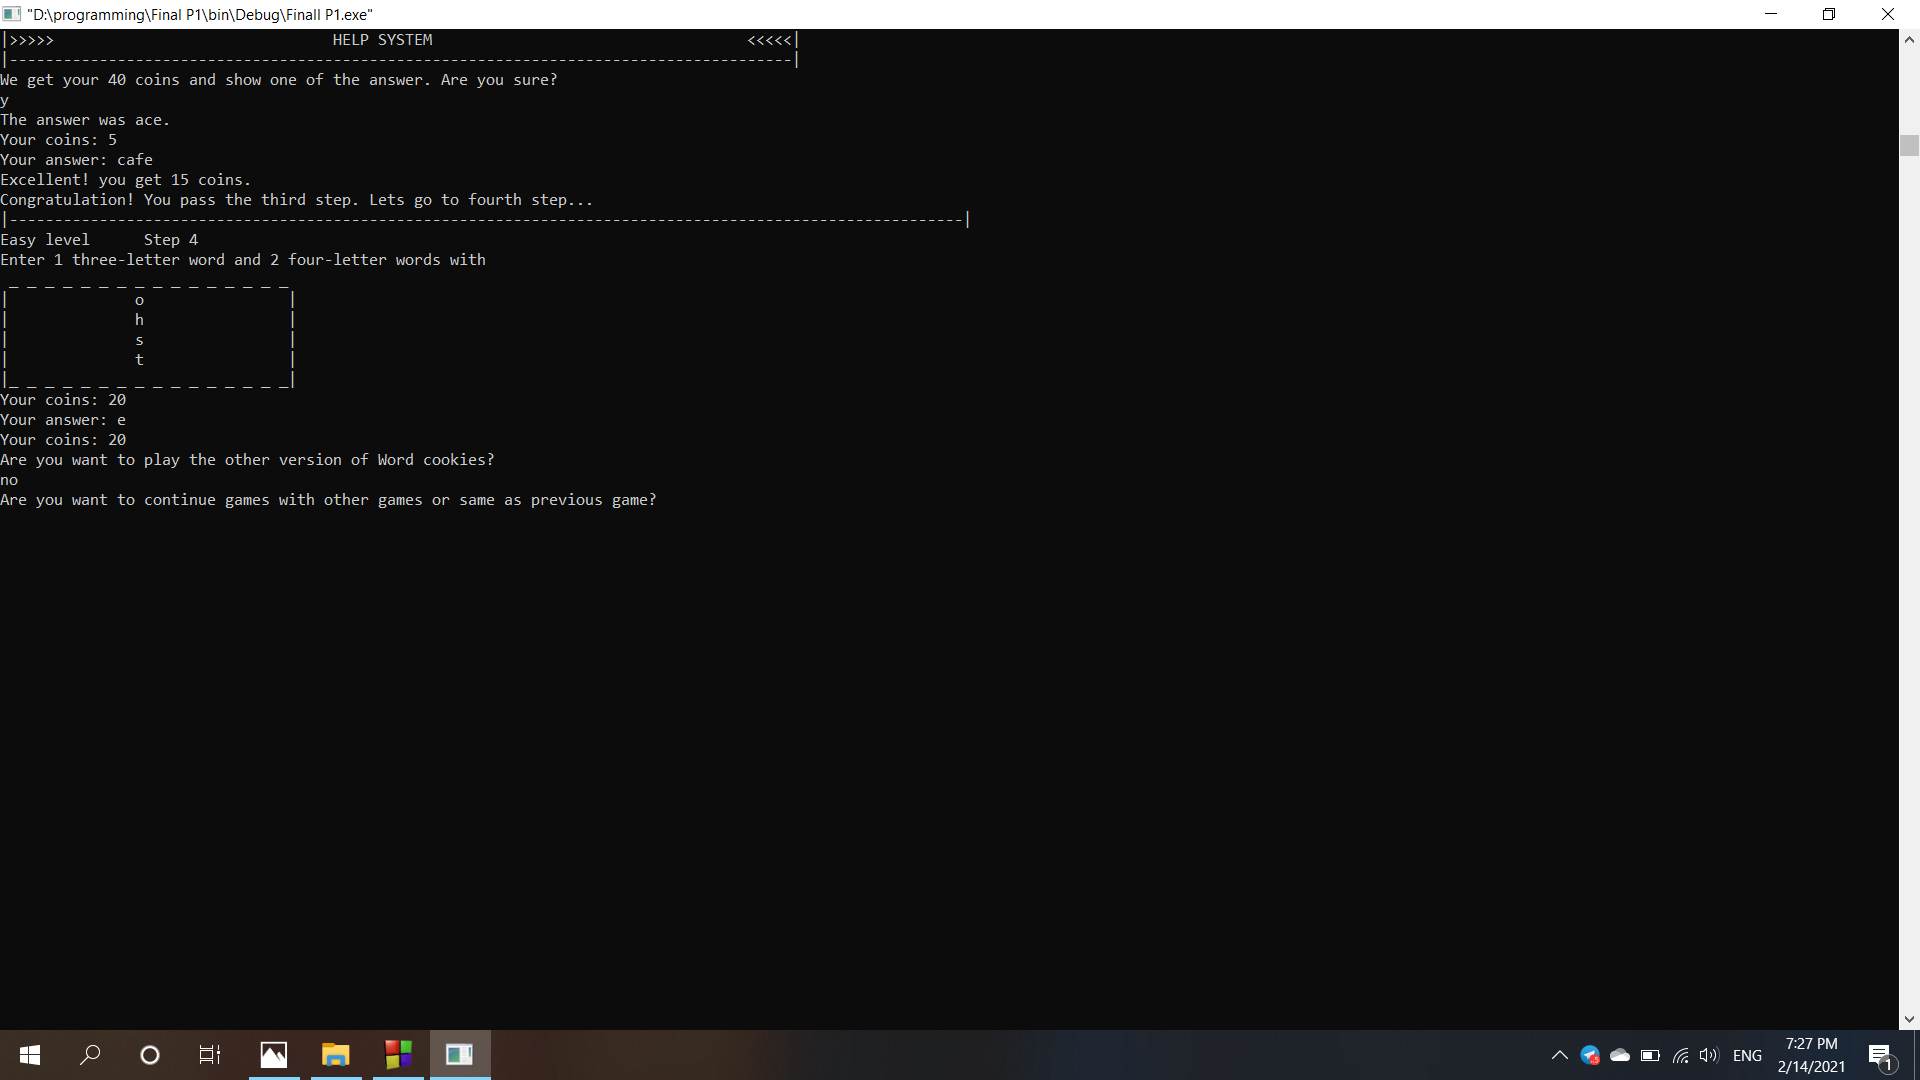 "D:\programming\Final P1\bin\Debug\Finall P1.exe"
|>>>>> HELP SYSTEM <<<<<|
|---------------------------------------------------------------------------------------|
We get your 40 coins and show one of the answer. Are you sure?
y
The answer was ace.
Your coins: 5
Your answer: cafe
Excellent! you get 15 coins.
Congratulation! You pass the third step. Lets go to fourth step...
|----------------------------------------------------------------------------------------------------------|
Easy level Step 4
Enter 1 three-letter word and 2 four-letter words with
_ _ _ _ _ _ _ _ _ _ _ _ _ _ _ _
| o |
| h |
| s |
| t |
|_ _ _ _ _ _ _ _ _ _ _ _ _ _ _ _|
Your coins: 20
Your answer: e
Your coins: 20
Are you want to play the other version of Word cookies?
no
Are you want to continue games with other games or same as previous game?
ENG
7:27 PM
2/14/2021
1